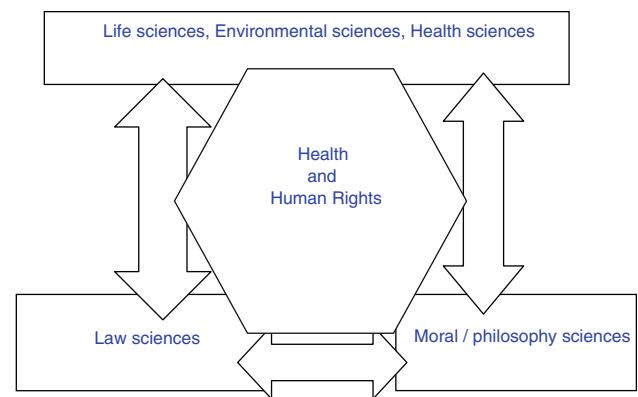 Life sciences, Environmental sciences, Health sciences
Health
and
Human Rights
Law sciences
Moral / philosophy sciences